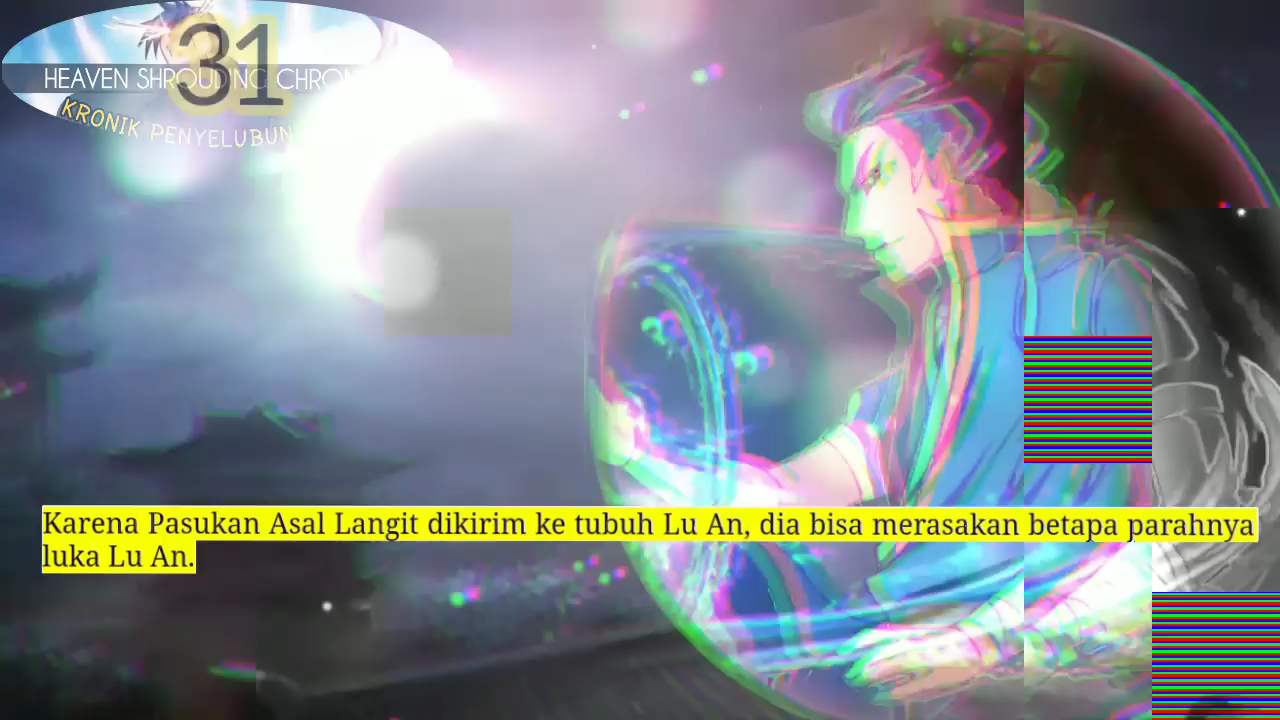 31
HEAVEN SHROUDING CHRON
KRONIK PENYELUBUN
Karena Pasukan Asal Langit dikirim ke tubuh Lu An, dia bisa merasakan betapa parahnya
luka Lu An.